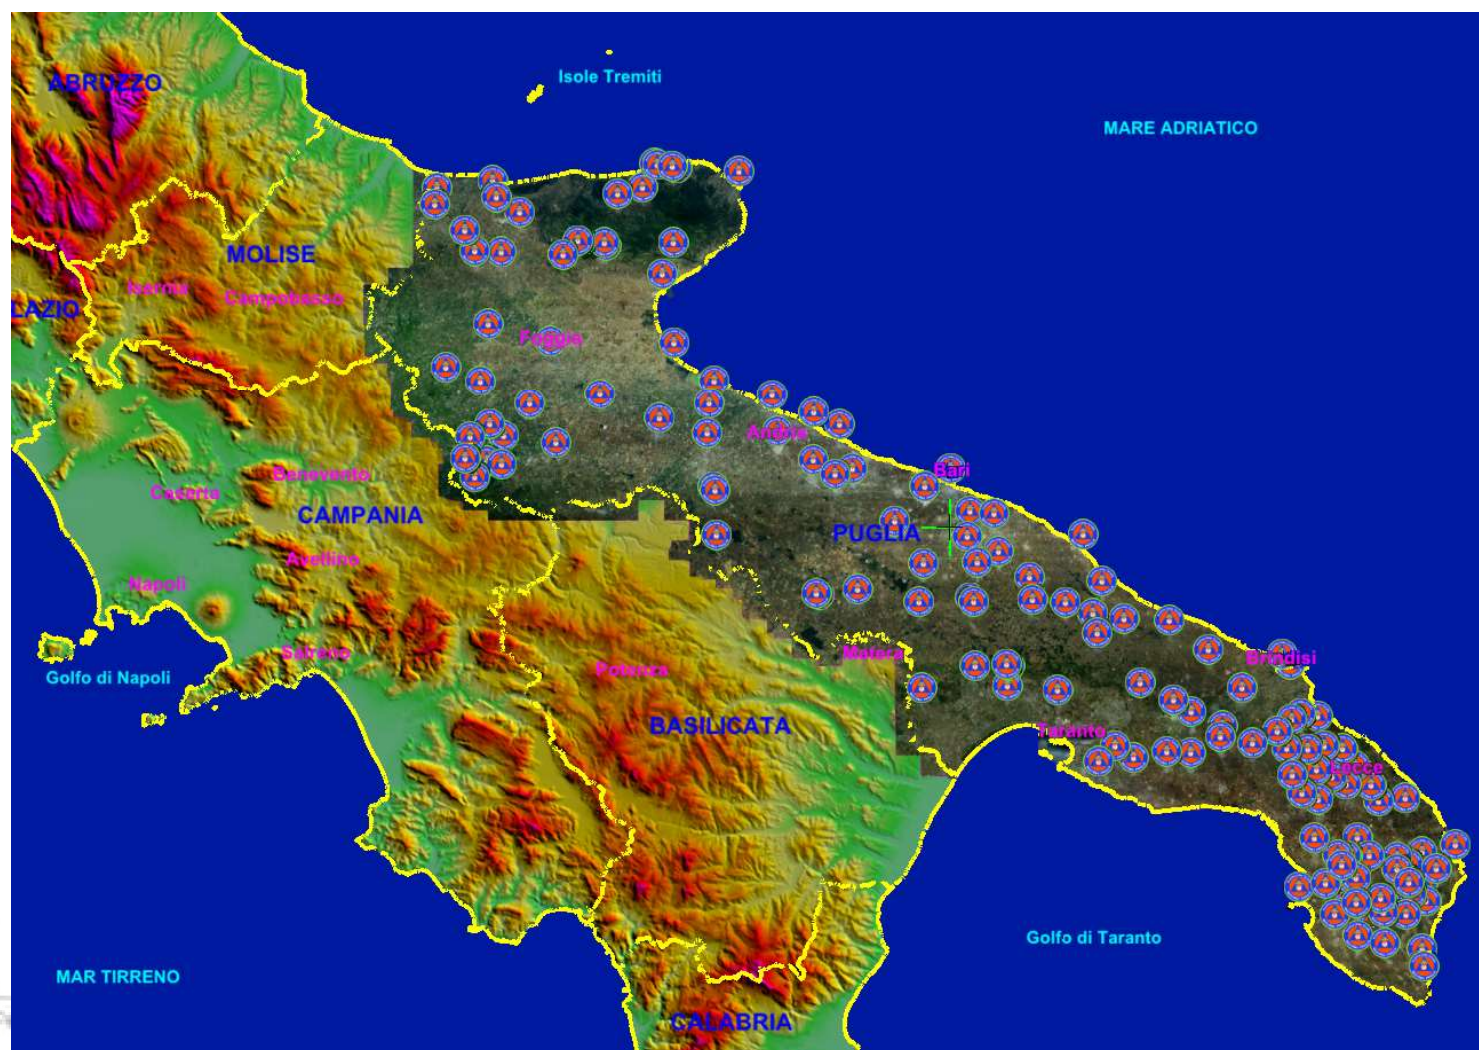 Isole Tremiti
ABRUZZO
MARE ADRIATICO
MOLISE
Isernia
Campobasso
LAZIO
Foggia
Andria
Bari
Benevento
Caserta
CAMPANIA
PUGLIA
Avellino
Napoli
Salerno
Matera
Brindisi
Golfo di Napoli
Potenza
BASILICATA
Taranto
Lecce
Golfo di Taranto
MAR TIRRENO
CALABRIA